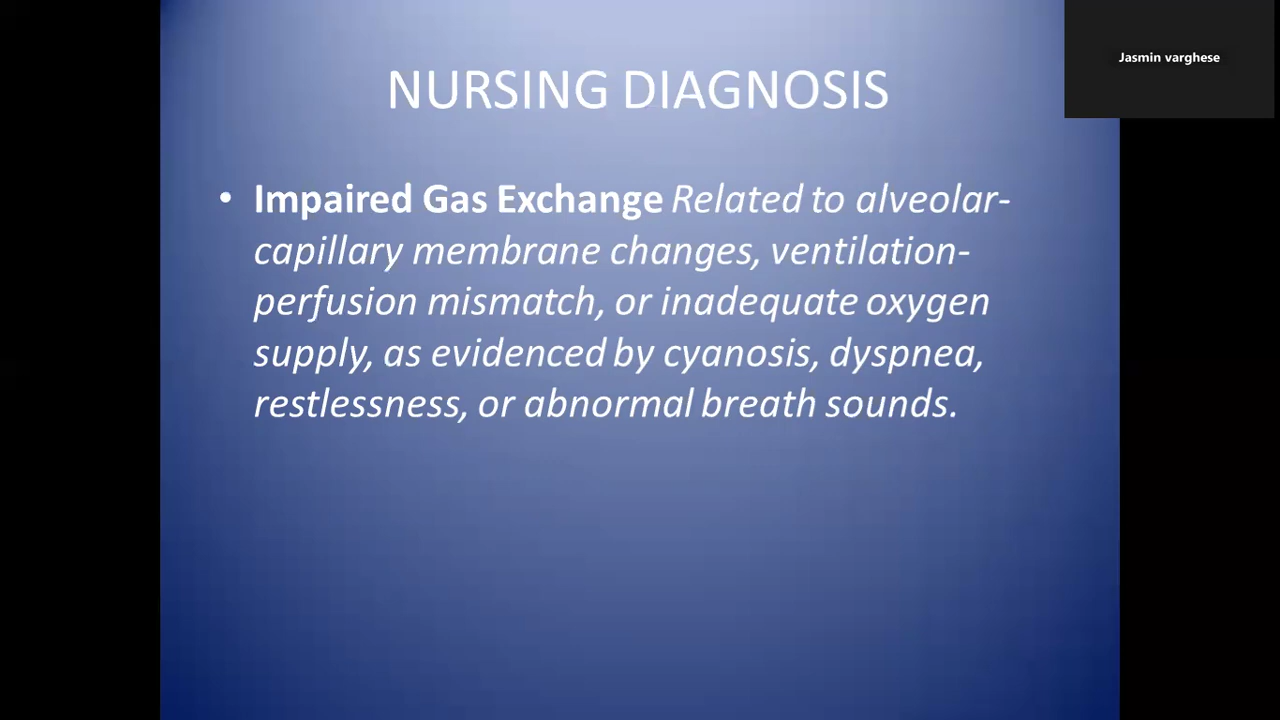 NURSING DIAGNOSIS
Jasmin varghese
• Impaired Gas Exchange Related to alveolar-
capillary membrane changes, ventilation-
perfusion mismatch, or inadequate oxygen
supply, as evidenced by cyanosis, dyspnea,
restlessness, or abnormal breath sounds.